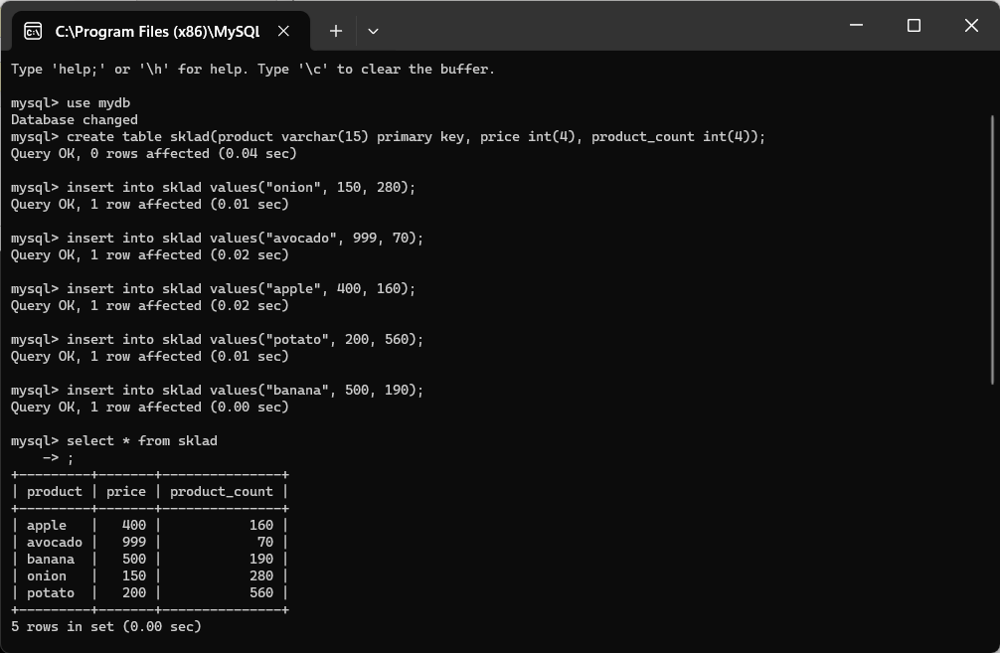 C:\Program Files (x86)\MySQL
Type 'help;' or '\h' for help. Type '\c' to clear the buffer.
mysql> use mydb
Database changed
mysql> create table sklad(product varchar(15) primary key, price int(4), product_count int(4));
Query OK, 0 rows affected (0.04 sec)
mysql> insert into sklad values("onion", 150, 280);
Query OK, 1 row affected (0.01 sec)
mysql> insert into sklad values("avocado", 999, 70);
Query OK, 1 row affected (0.02 sec)
mysql> insert into sklad values("apple", 400, 160);
Query OK, 1 row affected (0.02 sec)
mysql> insert into sklad values("potato", 200, 560);
Query OK, 1 row affected (0.01 sec)
mysql> insert into sklad values("banana", 500, 190);
Query OK, 1 row affected (0.00 sec)
mysql> select * from sklad
    -> ;
+---------+-------+---------------+
| product | price | product_count |
+---------+-------+---------------+
| apple   |   400 |           160 |
| avocado |   999 |            70 |
| banana  |   500 |           190 |
| onion   |   150 |           280 |
| potato  |   200 |           560 |
+---------+-------+---------------+
5 rows in set (0.00 sec)